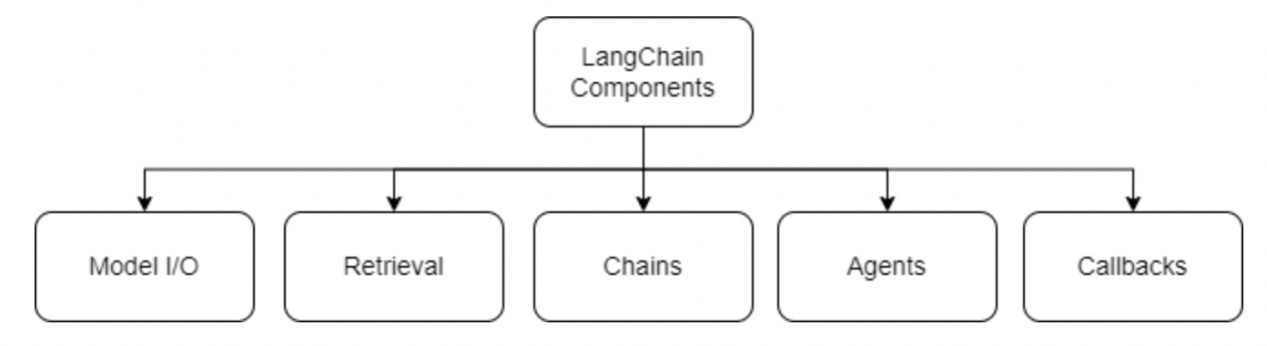 LangChain
Components
Model I/O
Retrieval
Chains
Agents
Callbacks